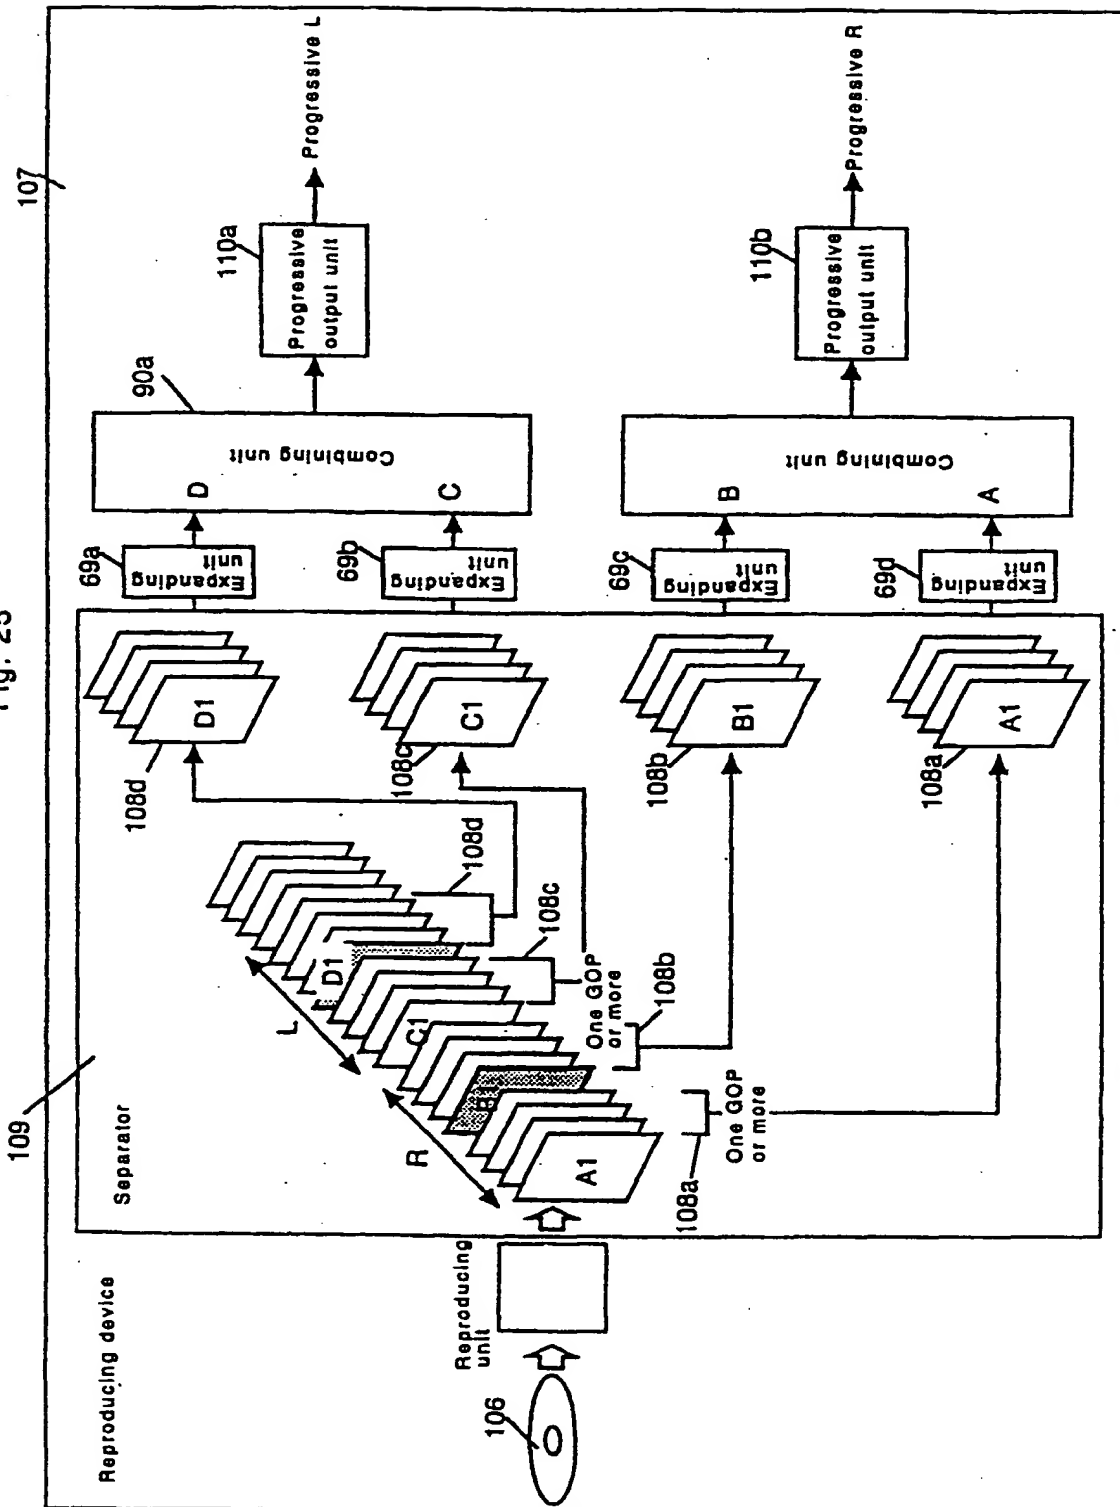 107
Reproducing device
109
Separator
106
Reproducing
unit
A1
C1
D1
R
L
108a
108b
108c
108d
One GOP
or more
One GOP
or more
108d
D1
108c
C1
108b
B1
108a
A1
69a
Expanding
unit
69b
Expanding
unit
69c
Expanding
unit
69d
Expanding
unit
90a
D
C
Combining unit
B
A
Combining unit
110a
Progressive
output unit
Progressive L
110b
Progressive
output unit
Progressive R